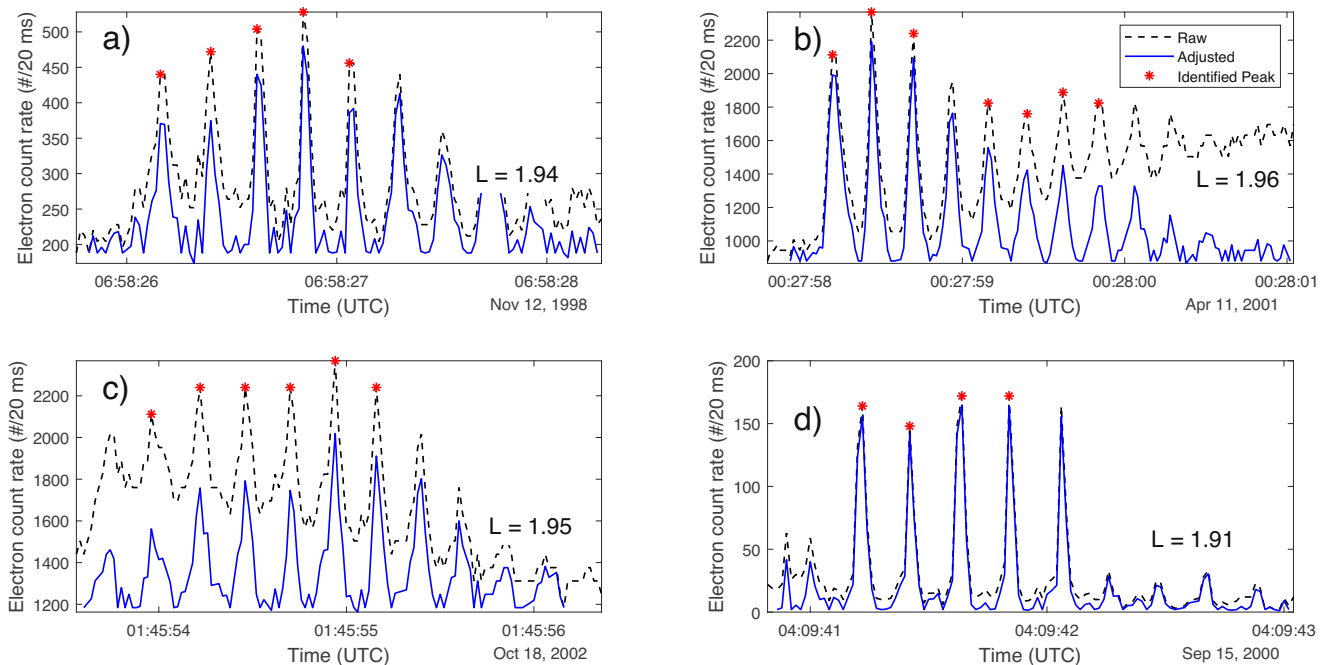 a)
Electron count rate (#/20 ms)
500
450
400
350
300
250
200
L = 1.94
06:58:26
06:58:27
06:58:28
Time (UTC)
Nov 12, 1998
b)
Electron count rate (#/20 ms)
2200
2000
1800
1600
1400
1200
1000
Raw
Adjusted
Identified Peak
L = 1.96
00:27:58
00:27:59
00:28:00
00:28:01
Time (UTC)
Apr 11, 2001
c)
Electron count rate (#/20 ms)
2200
2000
1800
1600
1400
1200
L = 1.95
01:45:54
01:45:55
01:45:56
Time (UTC)
Oct 18, 2002
d)
Electron count rate (#/20 ms)
200
150
100
50
0
L = 1.91
04:09:41
04:09:42
04:09:43
Time (UTC)
Sep 15, 2000